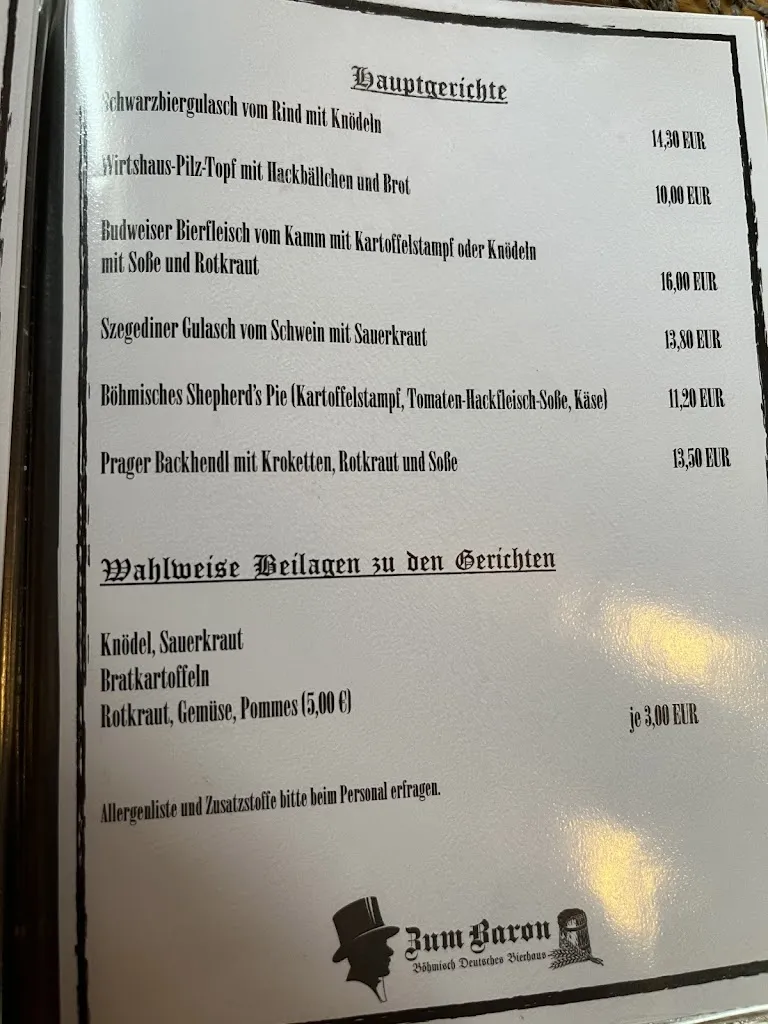 Hauptgerichte
Schwarzbiergulasch vom Rind mit Knödeln 14,30 EUR
Wirtshaus-Pilz-Topf mit Hackbällchen und Brot 10,00 EUR
Budweiser Bierfleisch vom Kamm mit Kartoffelstampf oder Knödeln
mit Soße und Rotkraut 16,00 EUR
Szegediner Gulasch vom Schwein mit Sauerkraut 13,80 EUR
Böhmisches Shepherd's Pie (Kartoffelstampf, Tomaten-Hackfleisch-Soße, Käse) 11,20 EUR
Prager Backhendl mit Kroketten, Rotkraut und Soße 13,50 EUR
Wahlweise Beilagen zu den Gerichten
Knödel, Sauerkraut
Bratkartoffeln
Rotkraut, Gemüse, Pommes (5,00 €) je 3,00 EUR
Allergenliste und Zusatzstoffe bitte beim Personal erfragen.
Zum Baron
Böhmisch Deutsches Bierhaus